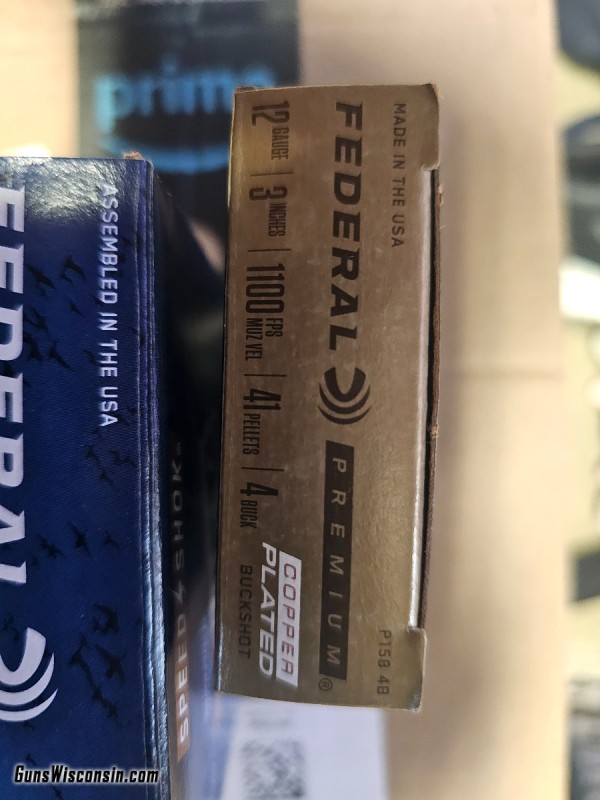 prime
ASSEMBLED IN THE USA
FEDERAL
SPEED SHOK
MADE IN THE USA
FEDERAL PREMIUM®
12 GAUGE | 3 INCHES | 1100 FPS MUZ VEL | 41 PELLETS | 4 BUCK
COPPER
PLATED
BUCKSHOT
P158 4B
GunsWisconsin.com